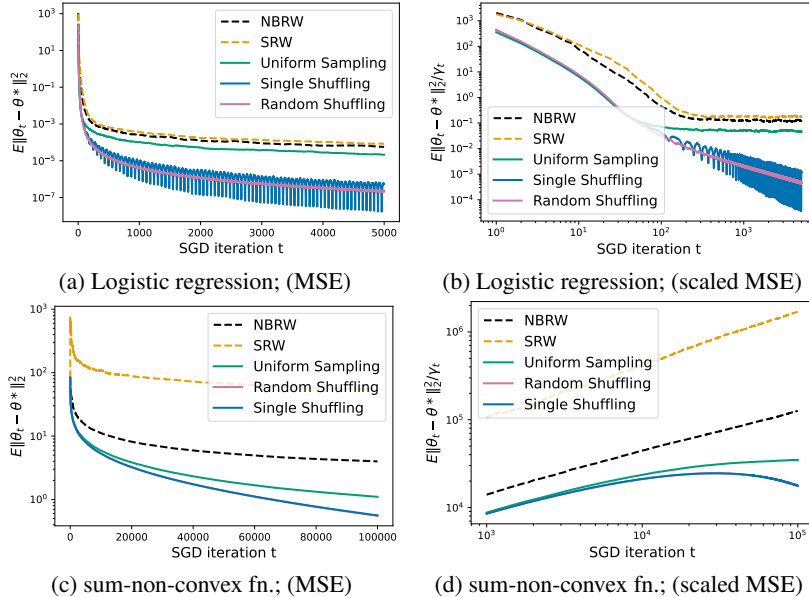 NBRW
SRW
Uniform Sampling
Single Shuffling
Random Shuffling
10³
10¹
10⁻¹
10⁻³
10⁻⁵
10⁻⁷
E‖θt − θ*‖²₂
0 1000 2000 3000 4000 5000
SGD iteration t
(a) Logistic regression; (MSE)
10³
10²
10¹
10⁰
10⁻¹
10⁻²
10⁻³
10⁻⁴
E‖θt − θ*‖²₂/γt
NBRW
SRW
Uniform Sampling
Single Shuffling
Random Shuffling
10⁰ 10¹ 10² 10³
SGD iteration t
(b) Logistic regression; (scaled MSE)
10³
10²
10¹
10⁰
E‖θt − θ*‖²₂
NBRW
SRW
Uniform Sampling
Random Shuffling
Single Shuffling
0 20000 40000 60000 80000 100000
SGD iteration t
(c) sum-non-convex fn.; (MSE)
10⁶
10⁵
10⁴
E‖θt − θ*‖²₂/γt
NBRW
SRW
Uniform Sampling
Random Shuffling
Single Shuffling
10³ 10⁴ 10⁵
SGD iteration t
(d) sum-non-convex fn.; (scaled MSE)